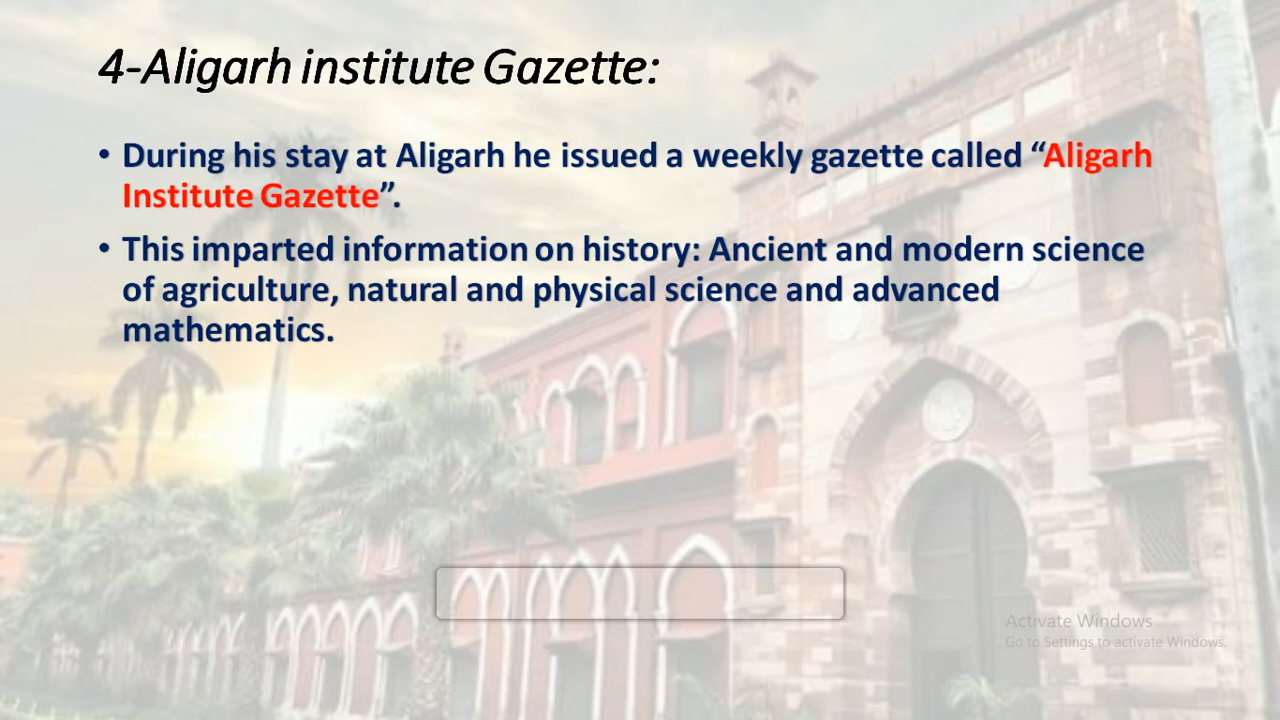 4-Aligarh institute Gazette:
• During his stay at Aligarh he issued a weekly gazette called “Aligarh
Institute Gazette”.
• This imparted information on history: Ancient and modern science
of agriculture, natural and physical science and advanced
mathematics.
Activate Windows
Go to Settings to activate Windows.